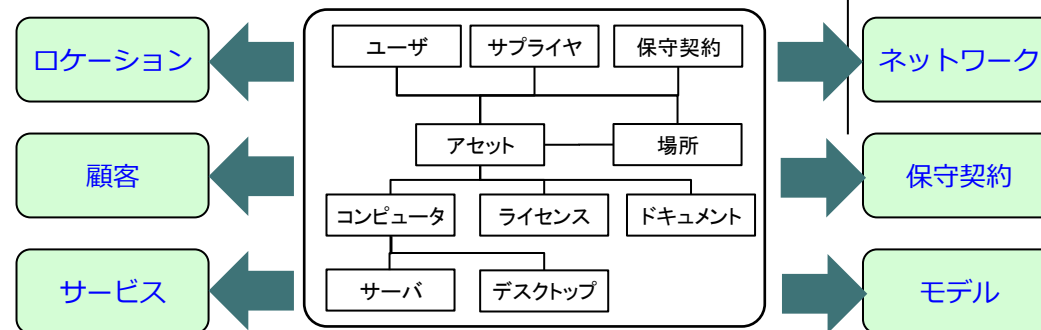 ロケーション
ユーザ
サプライヤ
保守契約
ネットワーク
アセット
場所
顧客
保守契約
コンピュータ
ライセンス
ドキュメント
サービス
サーバ
デスクトップ
モデル